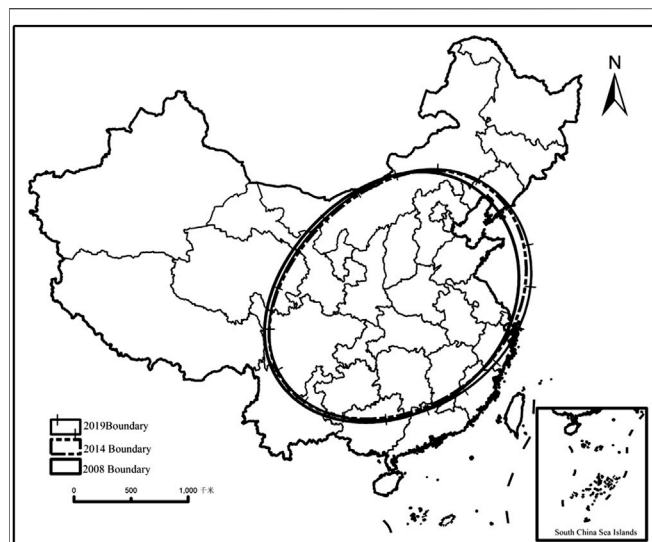 N
2019Boundary
2014 Boundary
2008 Boundary
0 500 1,000 千米
South China Sea Islands